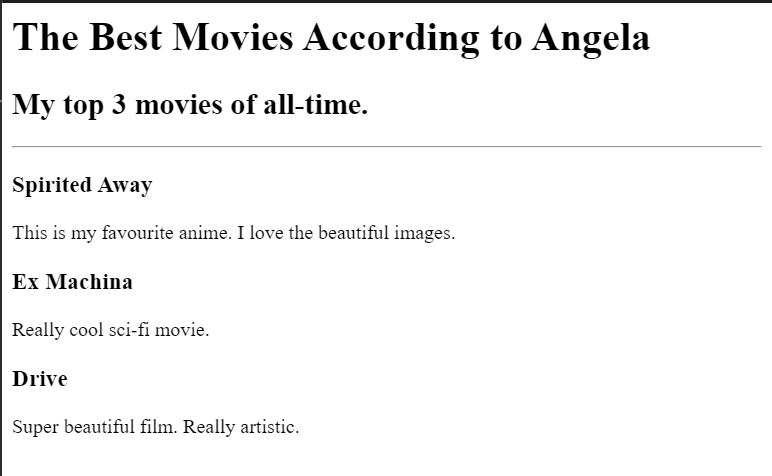 The Best Movies According to Angela
My top 3 movies of all-time.
Spirited Away
This is my favourite anime. I love the beautiful images.
Ex Machina
Really cool sci-fi movie.
Drive
Super beautiful film. Really artistic.